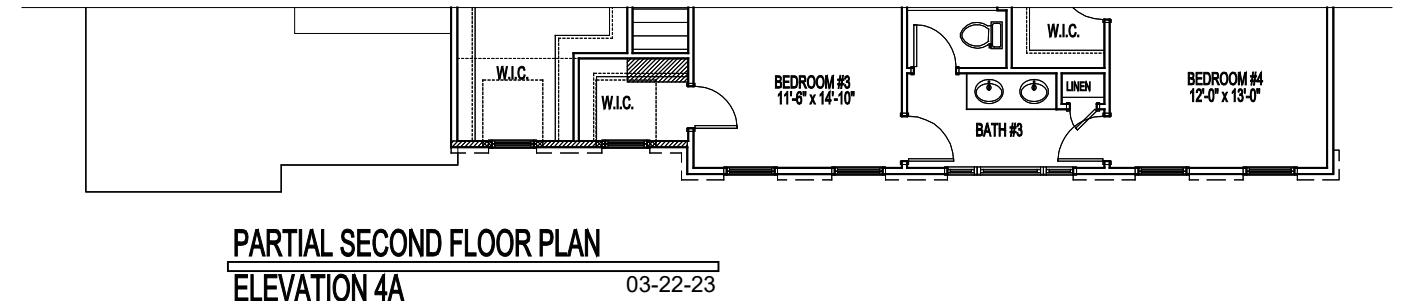 W.I.C.
W.I.C.
BEDROOM #3
11'-6" x 14'-10"
W.I.C.
LINEN
BATH #3
BEDROOM #4
12'-0" x 13'-0"
PARTIAL SECOND FLOOR PLAN
ELEVATION 4A 03-22-23